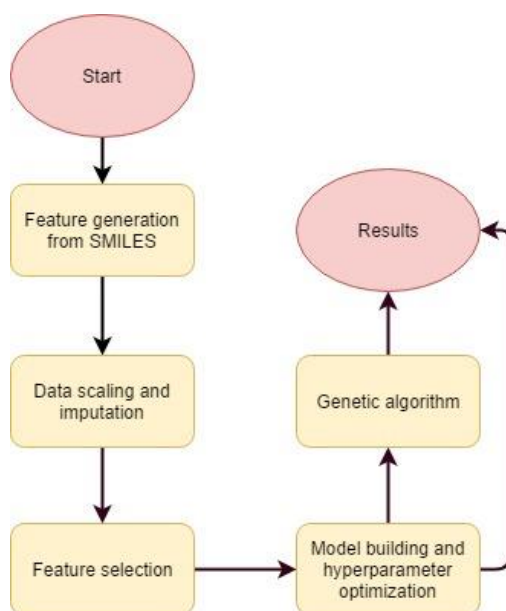 Start
Feature generation
from SMILES
Data scaling and
imputation
Feature selection
Model building and
hyperparameter
optimization
Genetic algorithm
Results